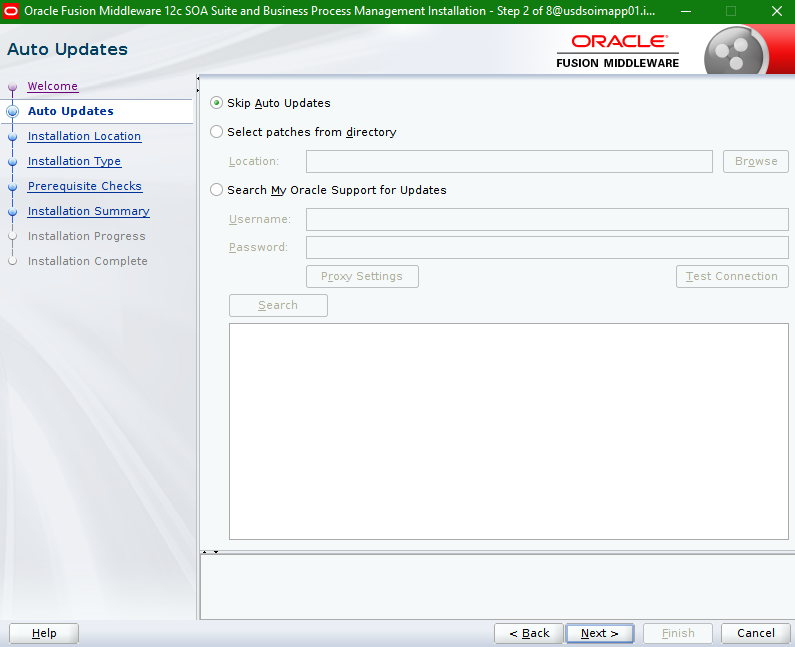 Oracle Fusion Middleware 12c SOA Suite and Business Process Management Installation - Step 2 of 8@usdsoimapp01.i...
Auto Updates
ORACLE®
FUSION MIDDLEWARE
Welcome
Auto Updates
Installation Location
Installation Type
Prerequisite Checks
Installation Summary
Installation Progress
Installation Complete
Skip Auto Updates
Select patches from directory
Location:
Browse
Search My Oracle Support for Updates
Username:
Password:
Proxy Settings
Test Connection
Search
Help
< Back
Next >
Finish
Cancel